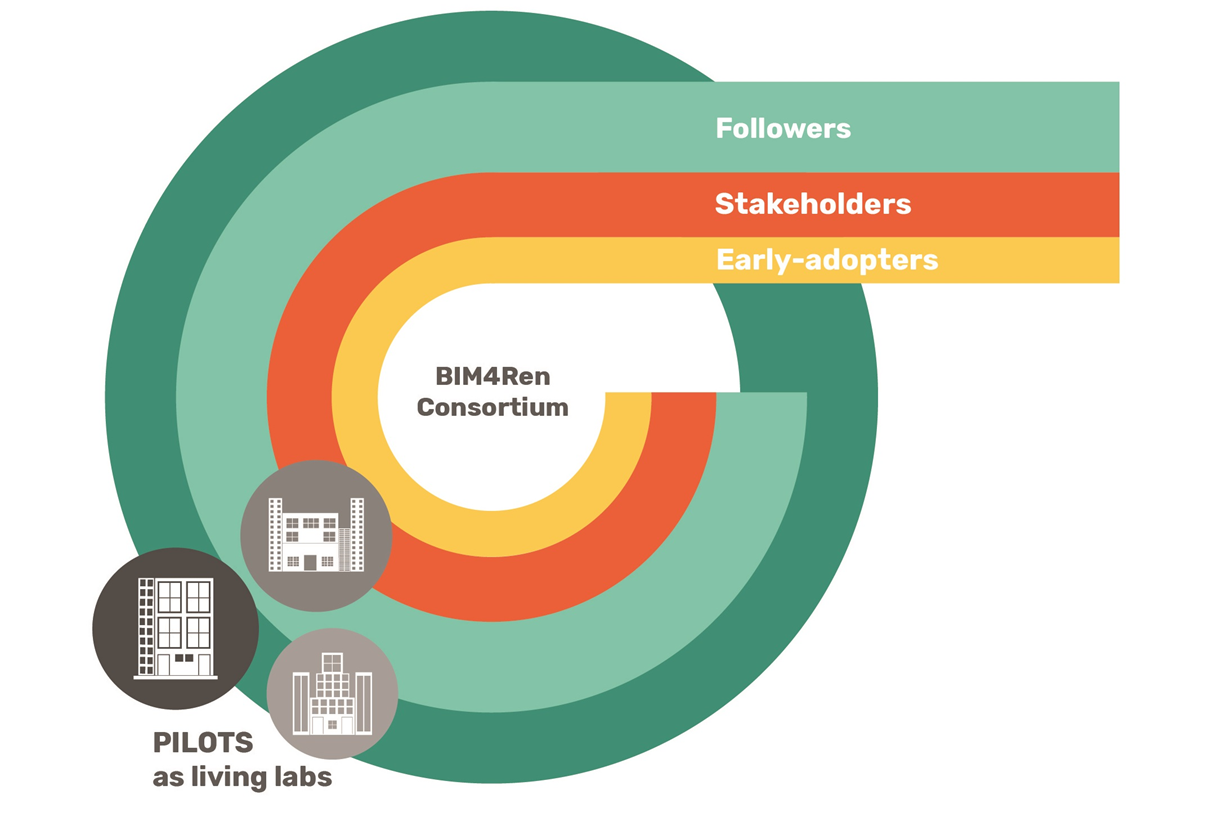 Followers
Stakeholders
Early-adopters
BIM4Ren
Consortium
PILOTS
as living labs